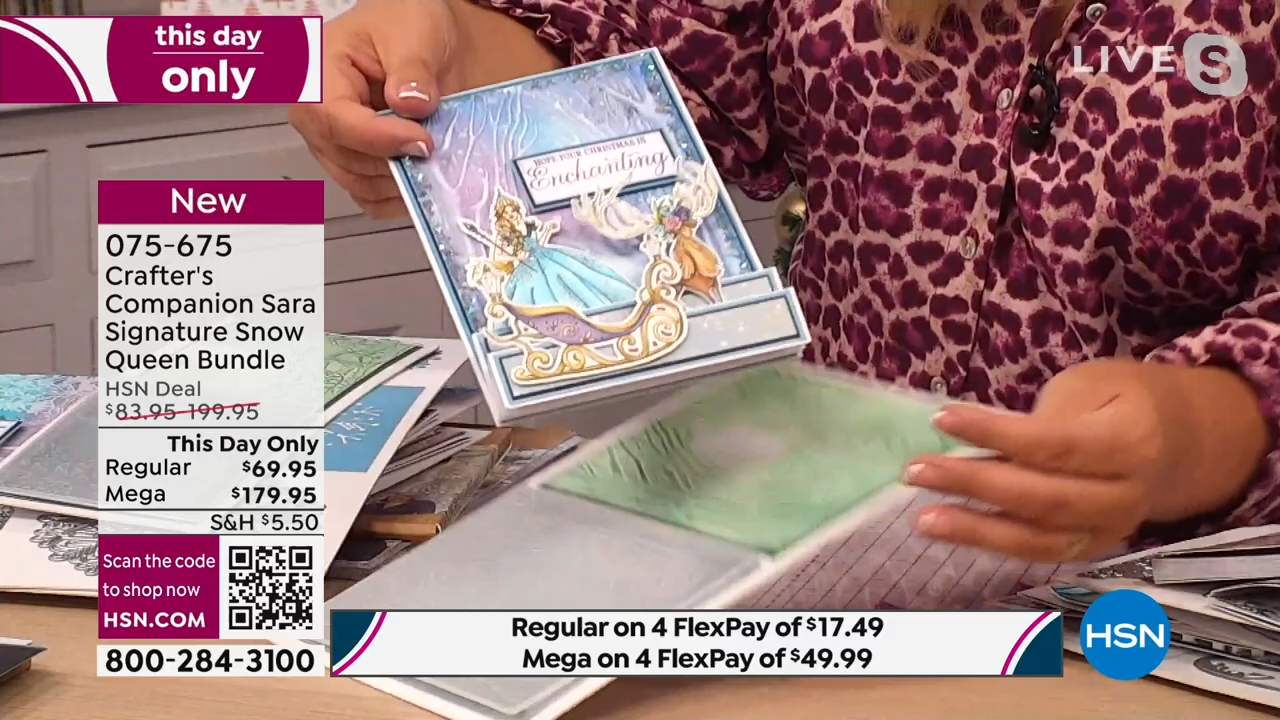 this day
only
LIVE S
HOPE YOUR CHRISTMAS IS
Enchanting
New
075-675
Crafter's
Companion Sara
Signature Snow
Queen Bundle
HSN Deal
$83.95-199.95
This Day Only
Regular $69.95
Mega $179.95
S&H $5.50
Scan the code
to shop now
HSN.COM
800-284-3100
Regular on 4 FlexPay of $17.49
Mega on 4 FlexPay of $49.99
HSN